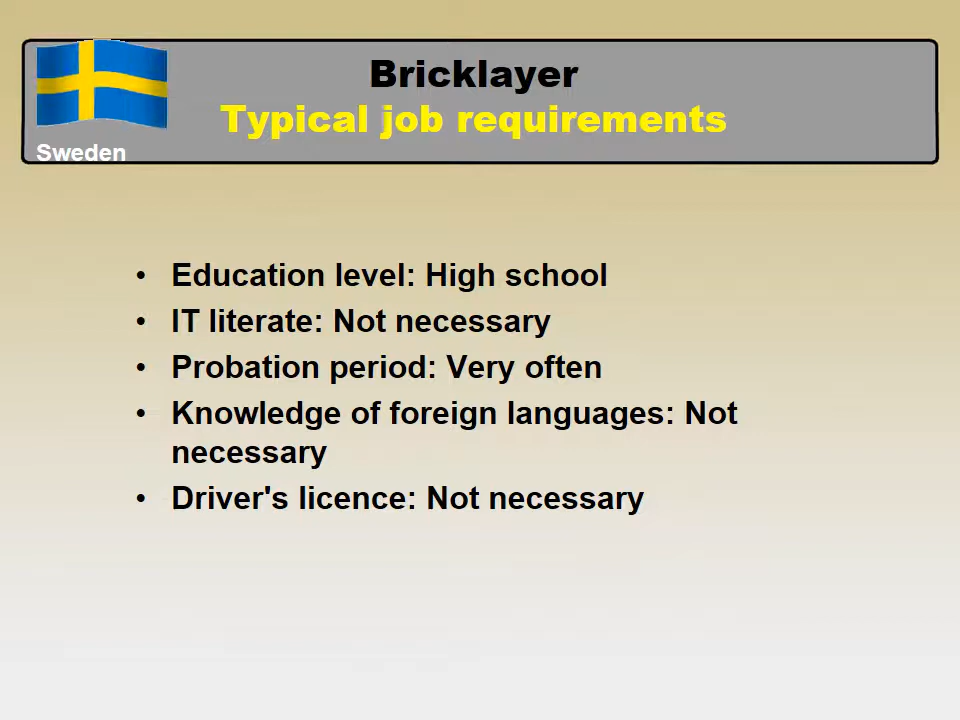 Bricklayer
Typical job requirements
Sweden
• Education level: High school
• IT literate: Not necessary
• Probation period: Very often
• Knowledge of foreign languages: Not
necessary
• Driver's licence: Not necessary